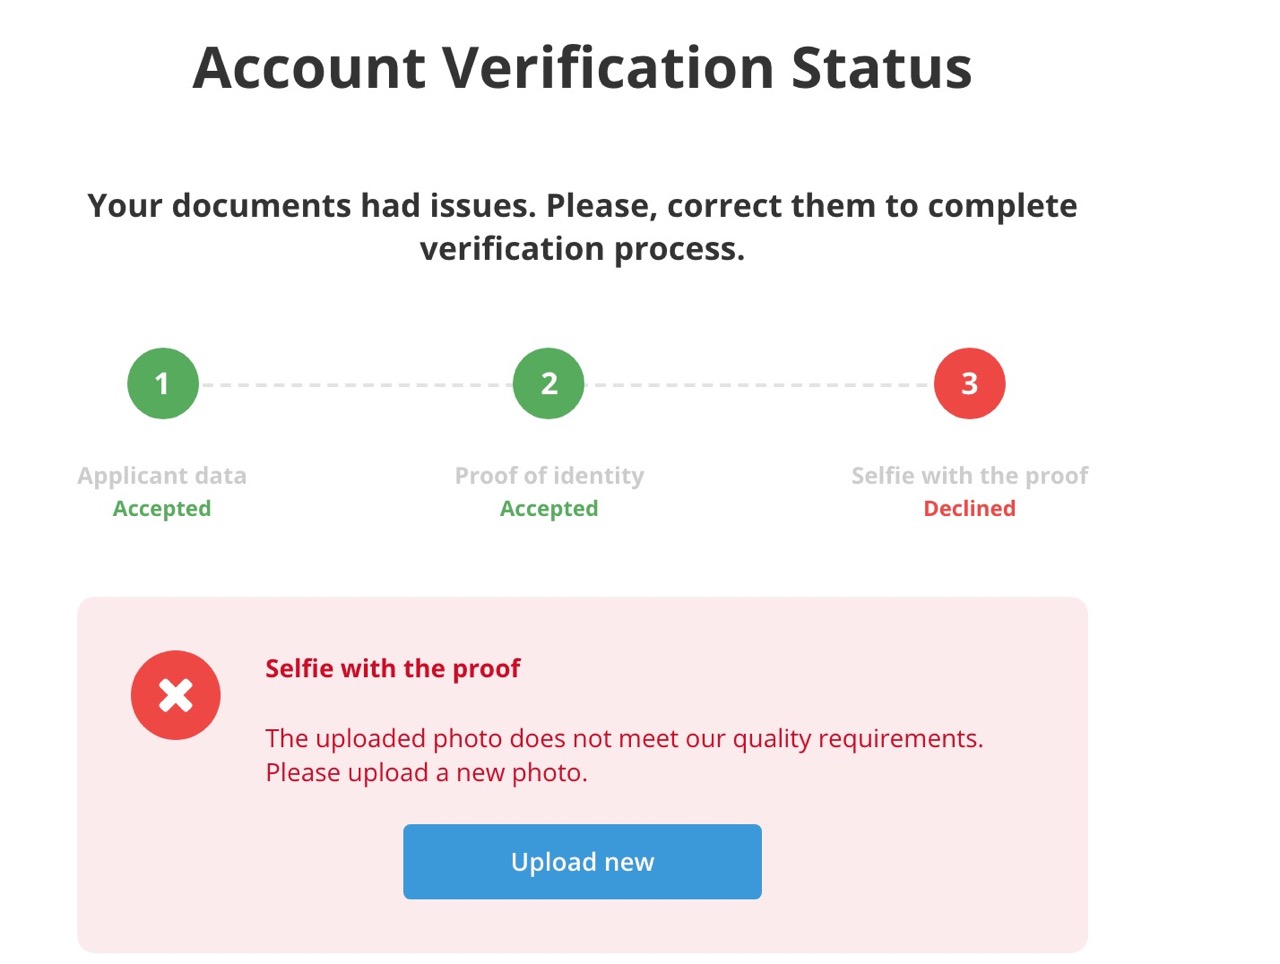 Account Verification Status
Your documents had issues. Please, correct them to complete
verification process.
1
2
3
Applicant data
Accepted
Proof of identity
Accepted
Selfie with the proof
Declined
Selfie with the proof
The uploaded photo does not meet our quality requirements.
Please upload a new photo.
Upload new